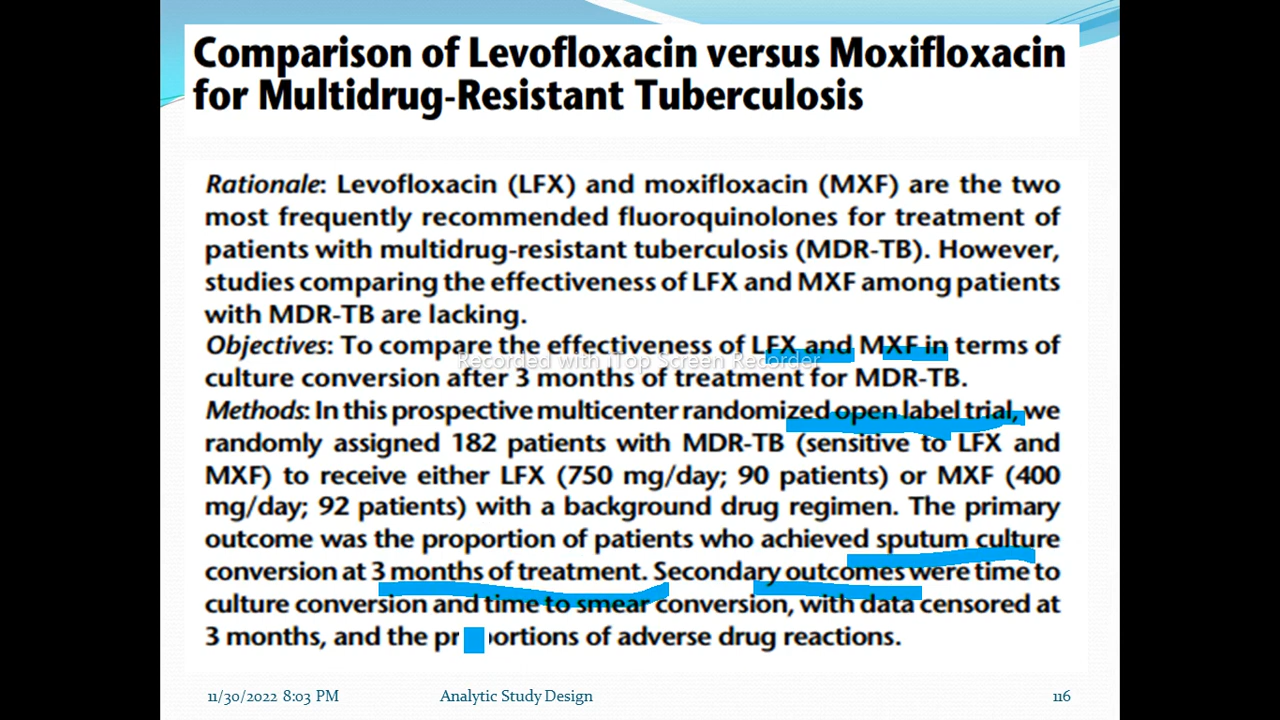 Comparison of Levofloxacin versus Moxifloxacin
for Multidrug-Resistant Tuberculosis
Rationale: Levofloxacin (LFX) and moxifloxacin (MXF) are the two
most frequently recommended fluoroquinolones for treatment of
patients with multidrug-resistant tuberculosis (MDR-TB). However,
studies comparing the effectiveness of LFX and MXF among patients
with MDR-TB are lacking.
Objectives: To compare the effectiveness of LFX and MXF in terms of
Recorded with iTop Screen Recorder
culture conversion after 3 months of treatment for MDR-TB.
Methods: In this prospective multicenter randomized open label trial, we
randomly assigned 182 patients with MDR-TB (sensitive to LFX and
MXF) to receive either LFX (750 mg/day; 90 patients) or MXF (400
mg/day; 92 patients) with a background drug regimen. The primary
outcome was the proportion of patients who achieved sputum culture
conversion at 3 months of treatment. Secondary outcomes were time to
culture conversion and time to smear conversion, with data censored at
3 months, and the pr ortions of adverse drug reactions.
11/30/2022 8:03 PM
Analytic Study Design
116